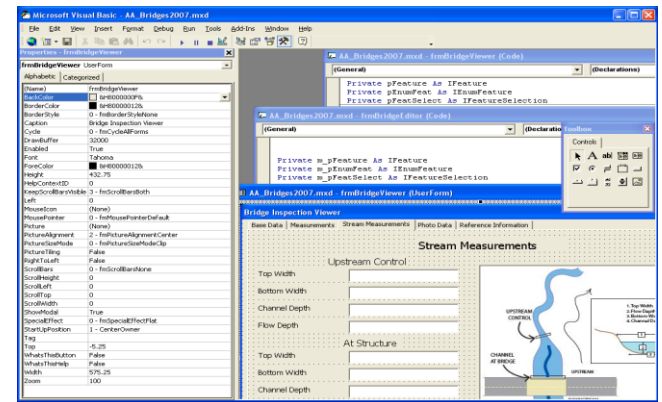 Microsoft Visual Basic - AA_Bridges2007.mxd
File Edit View Insert Format Debug Run Tools Add-Ins Window Help
Properties - frmBridgeViewer
frmBridgeViewer UserForm
Alphabetic Categorized
(Name) frmBridgeViewer
BackColor &H8000000F&
BorderColor &H80000012&
BorderStyle 0 - fmBorderStyleNone
Caption Bridge Inspection Viewer
Cycle 0 - fmCycleAllForms
DrawBuffer 32000
Enabled True
Font Tahoma
ForeColor &H80000012&
Height 432.75
HelpContextID 0
KeepScrollBarsVisible 3 - fmScrollBarsBoth
Left 0
MouseIcon (None)
MousePointer 0 - fmMousePointerDefault
Picture (None)
PictureAlignment 2 - fmPictureAlignmentCenter
PictureSizeMode 0 - fmPictureSizeModeClip
PictureTiling False
RightToLeft False
ScrollBars 0 - fmScrollBarsNone
ScrollHeight 0
ScrollLeft 0
ScrollTop 0
ScrollWidth 0
ShowModal True
SpecialEffect 0 - fmSpecialEffectFlat
StartUpPosition 1 - CenterOwner
Tag
Top -5.25
WhatsThisButton False
WhatsThisHelp False
Width 575.25
Zoom 100
AA_Bridges2007.mxd - frmBridgeViewer (Code)
(General) (Declarations)
Private pFeature As IFeature
Private pEnumFeat As IEnumFeature
Private pFeatSelect As IFeatureSelection
AA_Bridges2007.mxd - frmBridgeEditor (Code)
(General) (Declaratio
Private m_pFeature As IFeature
Private m_pEnumFeat As IEnumFeature
Private m_pFeatSelect As IFeatureSelection
Toolbox
Controls
A abl
AA_Bridges2007.mxd - frmBridgeViewer (UserForm)
Bridge Inspection Viewer
Base Data Measurements Stream Measurements Photo Data Reference Information
Stream Measurements
Upstream Control
Top Width
Bottom Width
Channel Depth
Flow Depth
At Structure
Top Width
Bottom Width
Channel Depth
UPSTREAM
CONTROL
CHANNEL
AT BRIDGE
UPSTREAM
1. Top Width
2. Flow Dept
3. Bottom W
4. Channel D